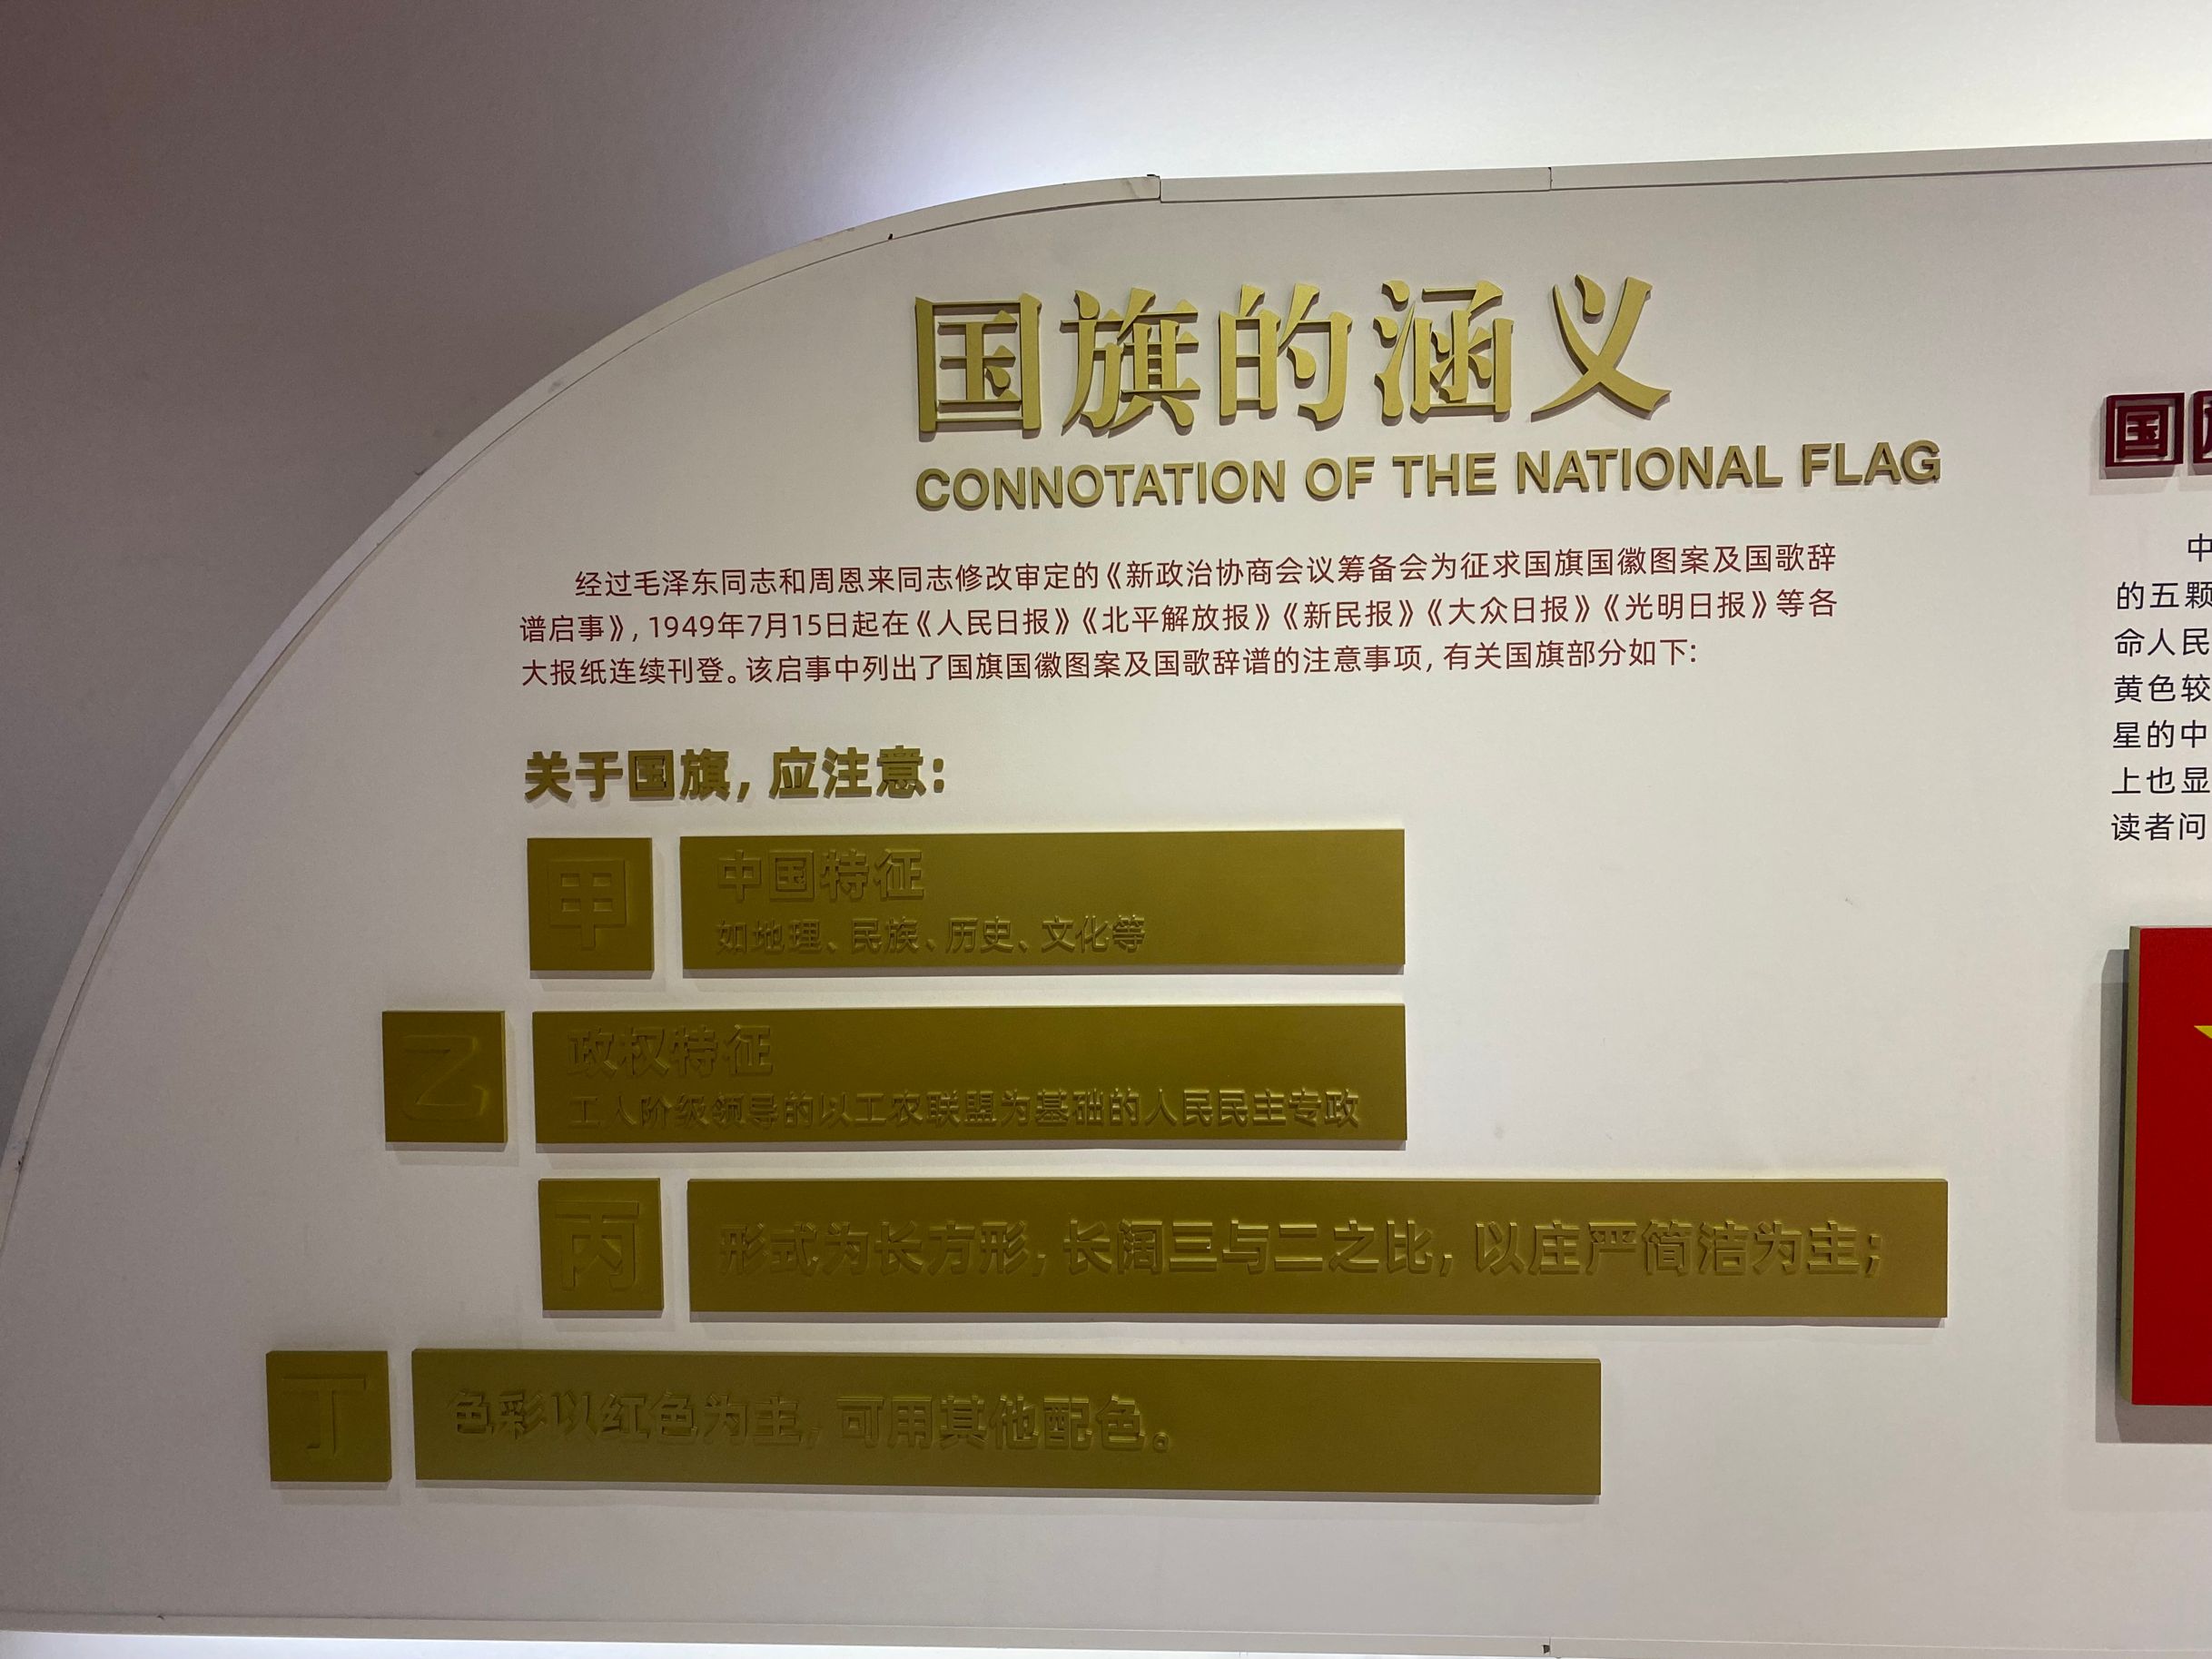 国旗的涵义
CONNOTATION OF THE NATIONAL FLAG
经过毛泽东同志和周恩来同志修改审定的《新政治协商会议筹备会为征求国旗国徽图案及国歌辞
谱启事》，1949年7月15日起在《人民日报》《北平解放报》《新民报》《大众日报》《光明日报》等各
大报纸连续刊登。该启事中列出了国旗国徽图案及国歌辞谱的注意事项，有关国旗部分如下：
关于国旗，应注意：
甲
中国特征
如地理、民族、历史、文化等
乙
政权特征
工人阶级领导的以工农联盟为基础的人民民主专政
丙
形式为长方形，长阔三与二之比，以庄严简洁为主；
丁
色彩以红色为主，可用其他配色。
国
中
的五颗
命人民
黄色较
星的中
上也显
读者问